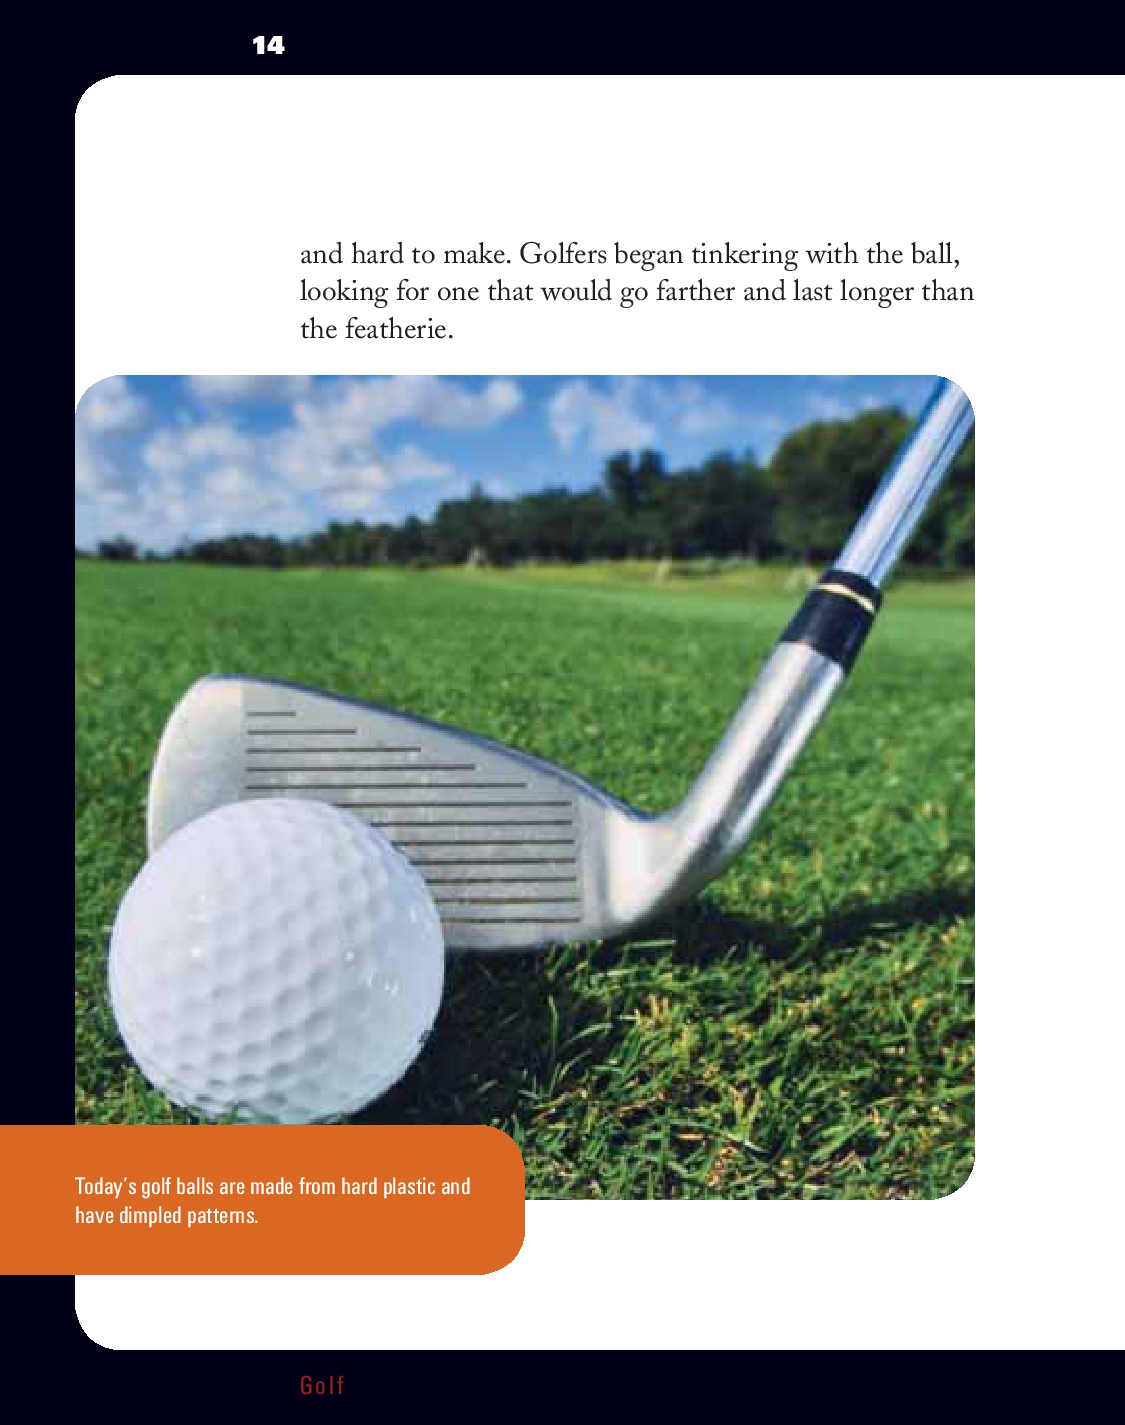 14
and hard to make. Golfers began tinkering with the ball,
looking for one that would go farther and last longer than
the featherie.
Today's golf balls are made from hard plastic and
have dimpled patterns.
Golf